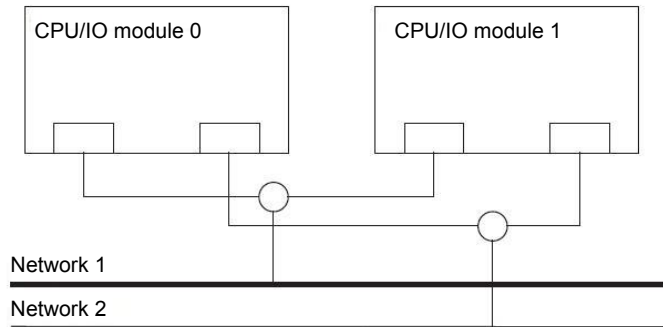 CPU/IO module 0
CPU/IO module 1
Network 1
Network 2